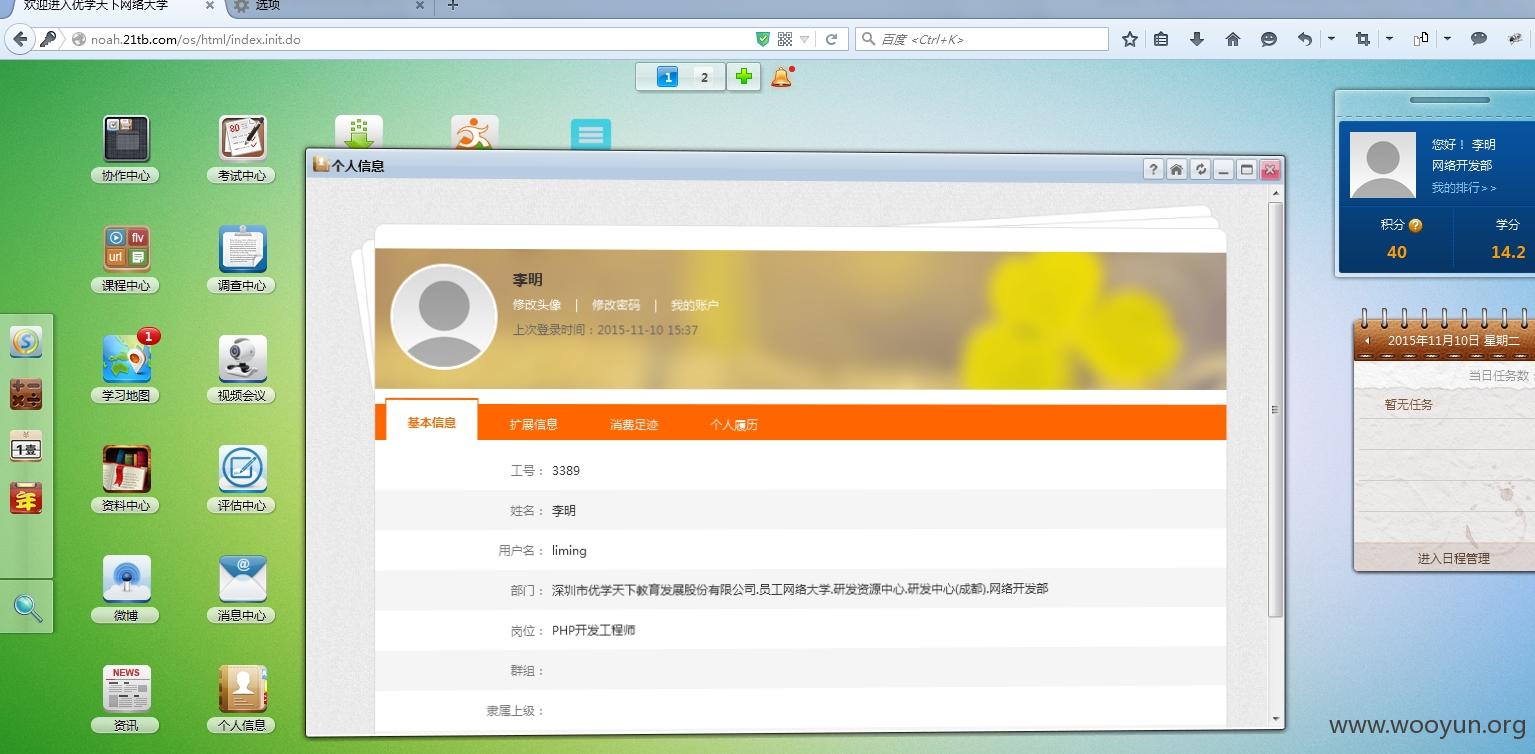 欢迎进入优学天下网络大学
选项
noah.21tb.com/os/html/index.init.do
百度 <Ctrl+K>
1 2
协作中心
80
考试中心
flv
url
课程中心
调查中心
1
学习地图
视频会议
资料中心
评估中心
微博
@
消息中心
NEWS
资讯
个人信息
1壹
年
个人信息
?
李明
修改头像 | 修改密码 | 我的账户
上次登录时间：2015-11-10 15:37
基本信息 扩展信息 消费足迹 个人履历
工号： 3389
姓名： 李明
用户名： liming
部门： 深圳市优学天下教育发展股份有限公司.员工网络大学.研发资源中心.研发中心(成都).网络开发部
岗位： PHP开发工程师
群组：
隶属上级：
您好！ 李明
网络开发部
我的排行>>
积分 ? 学分
40 14.2
2015年11月10日 星期二
当日任务数：
暂无任务
进入日程管理
www.wooyun.org